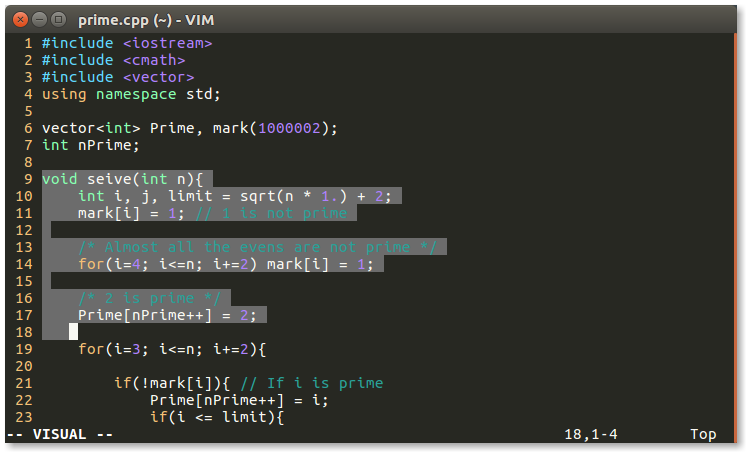 prime.cpp (~) - VIM
1 #include <iostream>
2 #include <cmath>
3 #include <vector>
4 using namespace std;
5
6 vector<int> Prime, mark(1000002);
7 int nPrime;
8
9 void seive(int n){
10     int i, j, limit = sqrt(n * 1.) + 2;
11     mark[i] = 1; // 1 is not prime
12
13     /* Almost all the evens are not prime */
14     for(i=4; i<=n; i+=2) mark[i] = 1;
15
16     /* 2 is prime */
17     Prime[nPrime++] = 2;
18
19     for(i=3; i<=n; i+=2){
20
21         if(!mark[i]){ // If i is prime
22             Prime[nPrime++] = i;
23             if(i <= limit){
-- VISUAL -- 18,1-4 Top